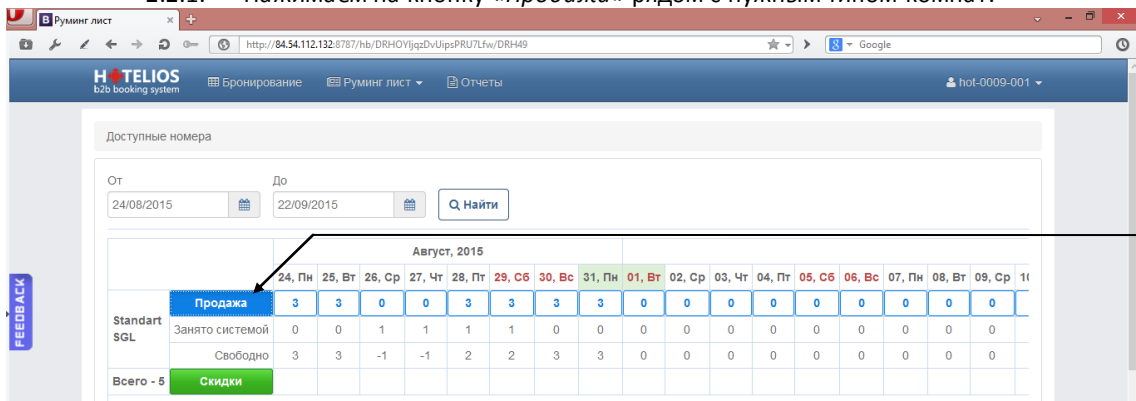 2.2.1. Нажимаем на кнопку «Продажа» рядом с нужным типом комнат.
Руминг лист
http://84.54.112.132:8787/hb/DRHOYIjqzDvUipsPRU7Lfw/DRH49
Google
HOTELIOS
b2b booking system
Бронирование Руминг лист Отчеты hot-0009-001
Доступные номера
От До
24/08/2015 22/09/2015 Найти
Август, 2015
24, Пн 25, Вт 26, Ср 27, Чт 28, Пт 29, Сб 30, Вс 31, Пн 01, Вт 02, Ср 03, Чт 04, Пт 05, Сб 06, Вс 07, Пн 08, Вт 09, Ср 10
Standart SGL
Продажа 3 3 0 0 3 3 3 3 0 0 0 0 0 0 0 0 0
Занято системой 0 0 1 1 1 1 0 0 0 0 0 0 0 0 0 0 0
Свободно 3 3 -1 -1 2 2 3 3 0 0 0 0 0 0 0 0 0
Всего - 5 Скидки
FEEDBACK